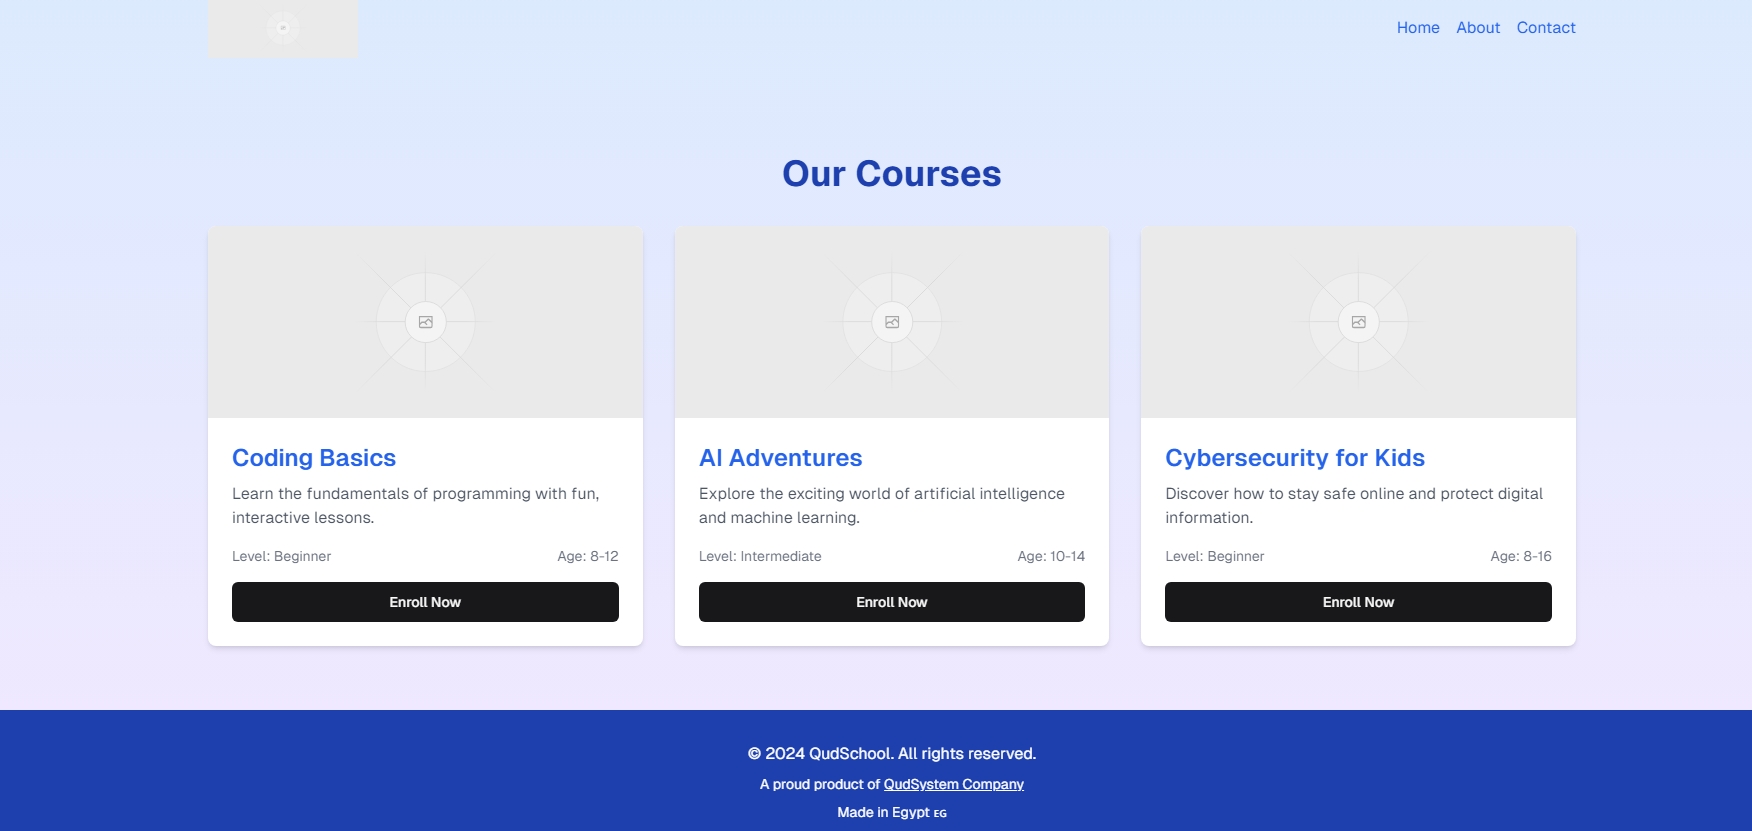 Home About Contact
Our Courses
Coding Basics
Learn the fundamentals of programming with fun,
interactive lessons.
Level: Beginner Age: 8-12
Enroll Now
AI Adventures
Explore the exciting world of artificial intelligence
and machine learning.
Level: Intermediate Age: 10-14
Enroll Now
Cybersecurity for Kids
Discover how to stay safe online and protect digital
information.
Level: Beginner Age: 8-16
Enroll Now
© 2024 QudSchool. All rights reserved.
A proud product of QudSystem Company
Made in Egypt EG